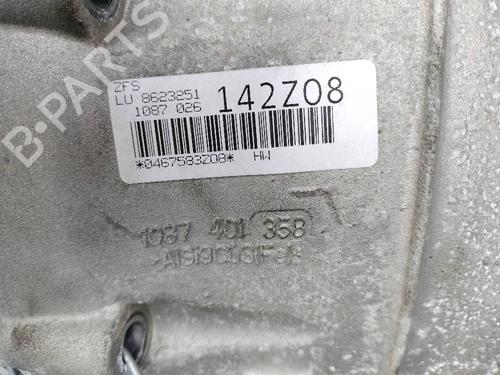 B-PARTS
ZFS
LU 8623251
1087 026
142Z08
*0467583Z08* HW
1087 401 358